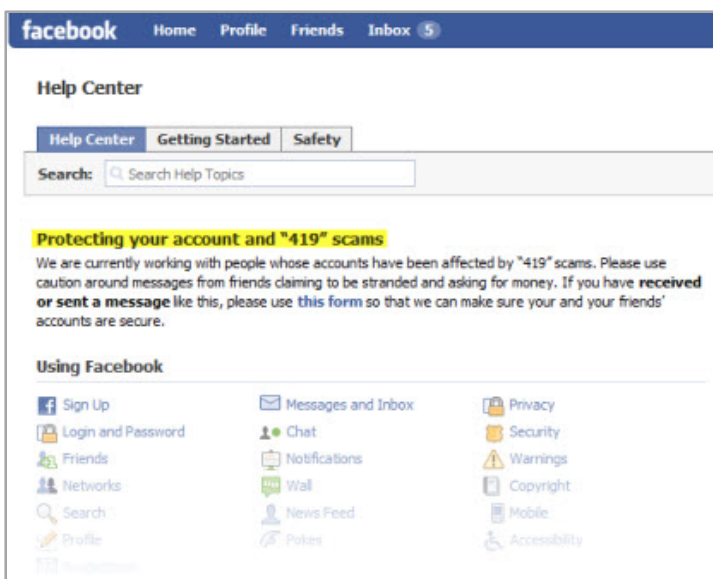 facebook Home Profile Friends Inbox 5
Help Center
Help Center Getting Started Safety
Search: Search Help Topics
Protecting your account and "419" scams
We are currently working with people whose accounts have been affected by "419" scams. Please use
caution around messages from friends claiming to be stranded and asking for money. If you have received
or sent a message like this, please use this form so that we can make sure your and your friends'
accounts are secure.
Using Facebook
Sign Up Messages and Inbox Privacy
Login and Password Chat Security
Friends Notifications Warnings
Networks Wall Copyright
Search News Feed Mobile
Profile Pokes Accessibility